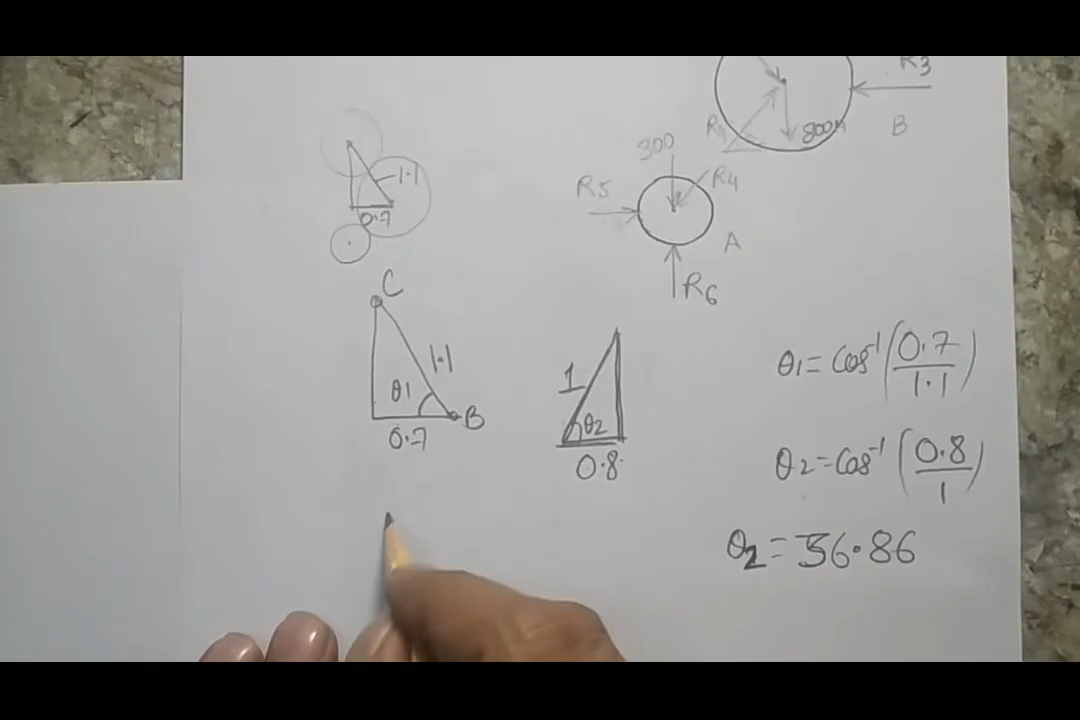 R3
R4
800N
B
300
R4
R5
A
R6
1.1
0.7
C
1.1
θ1
B
0.7
1
θ2
0.8
θ1 = Cos⁻¹ (0.7/1.1)
θ2 = Cos⁻¹ (0.8/1)
θ2 = 36.86